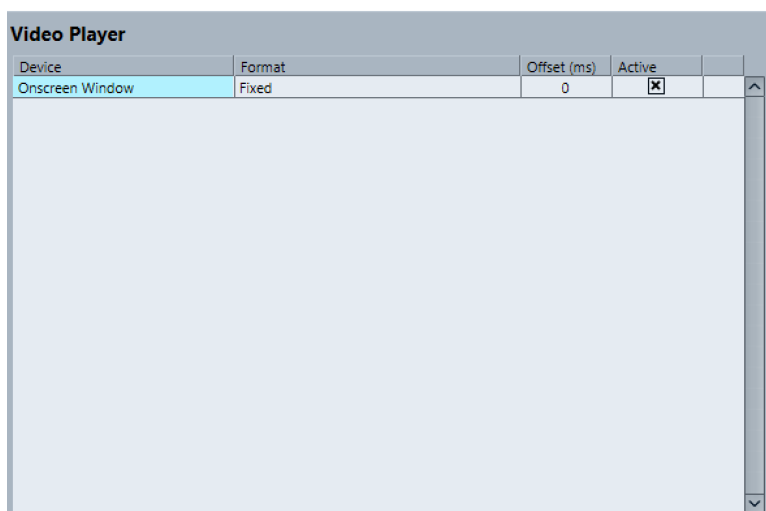 Video Player
Device Format Offset (ms) Active
Onscreen Window Fixed 0